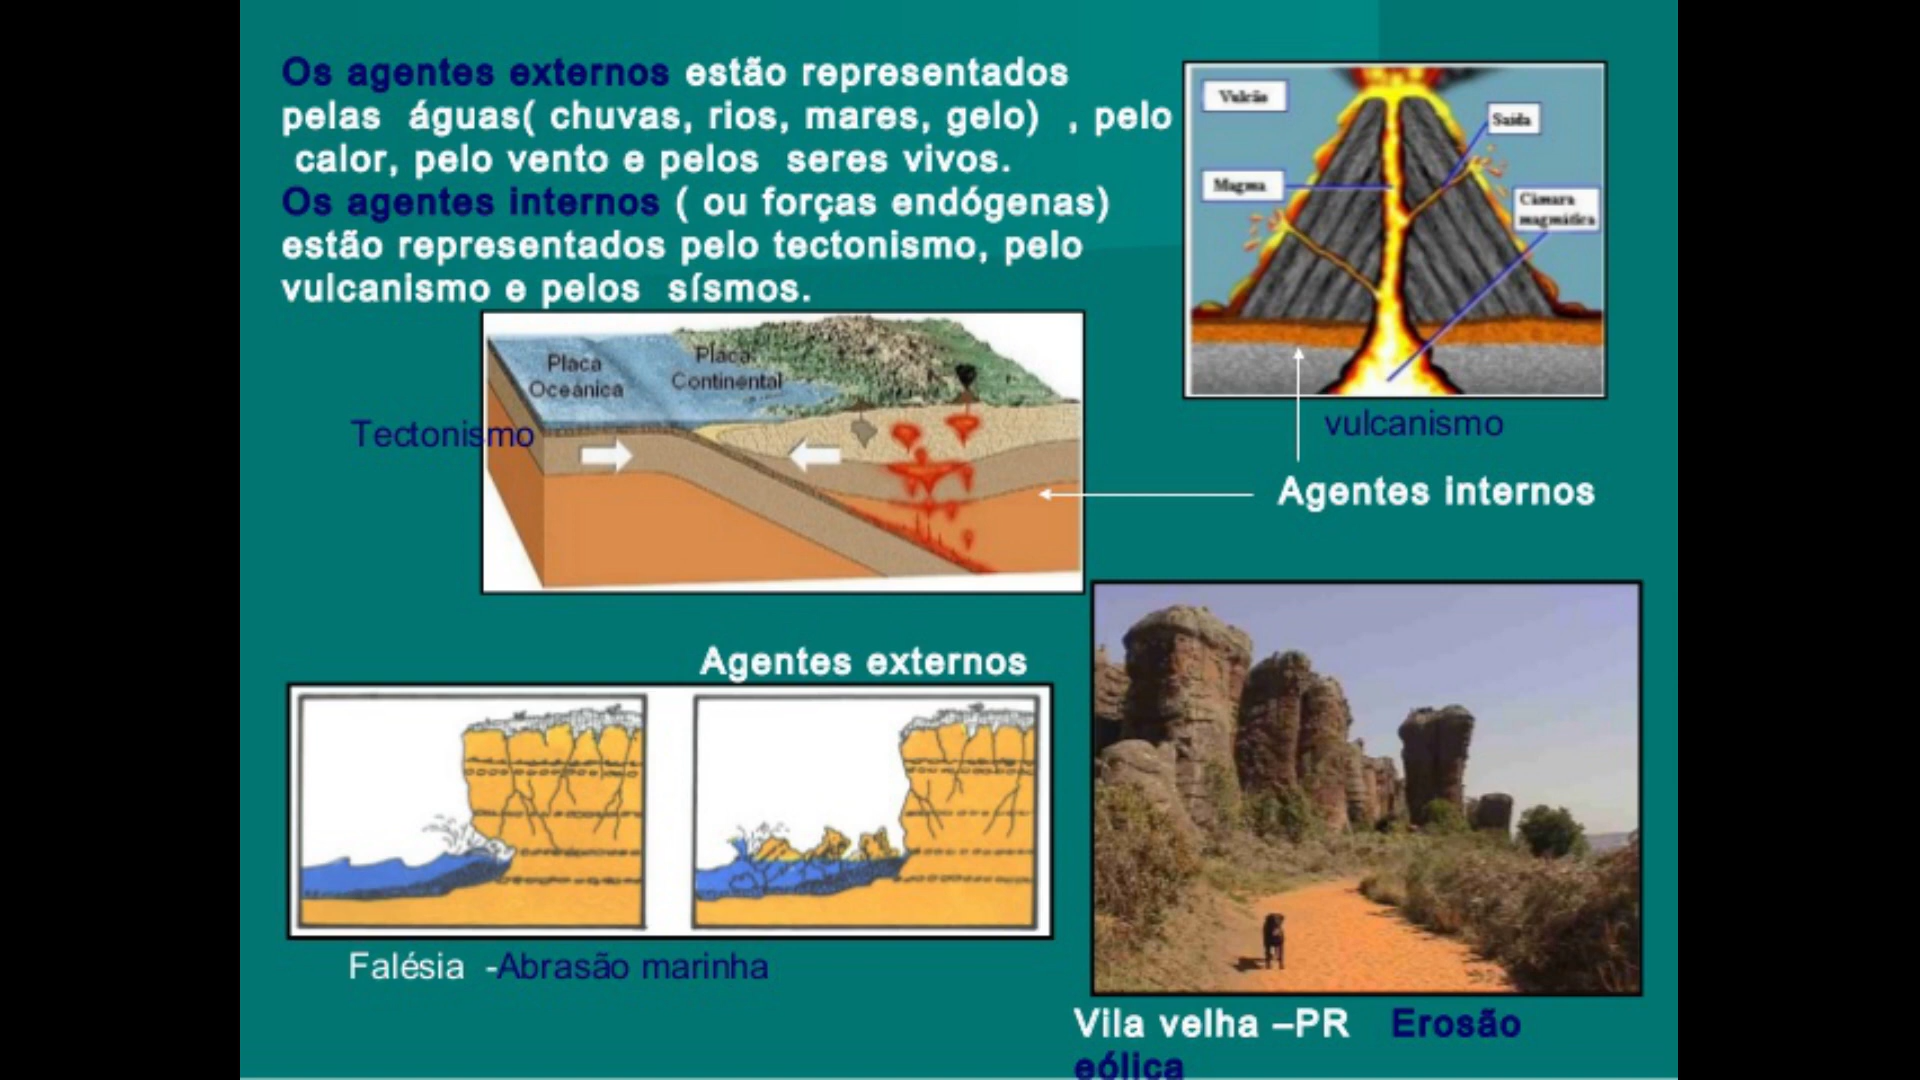 Os agentes externos estão representados
pelas águas( chuvas, rios, mares, gelo) , pelo
calor, pelo vento e pelos seres vivos.
Os agentes internos ( ou forças endógenas)
estão representados pelo tectonismo, pelo
vulcanismo e pelos sísmos.
Vulcão
Saída
Magma
Câmara
magmática
vulcanismo
Placa
Oceânica
Placa
Continental
Tectonismo
Agentes internos
Agentes externos
Falésia -Abrasão marinha
Vila velha –PR Erosão
eólica